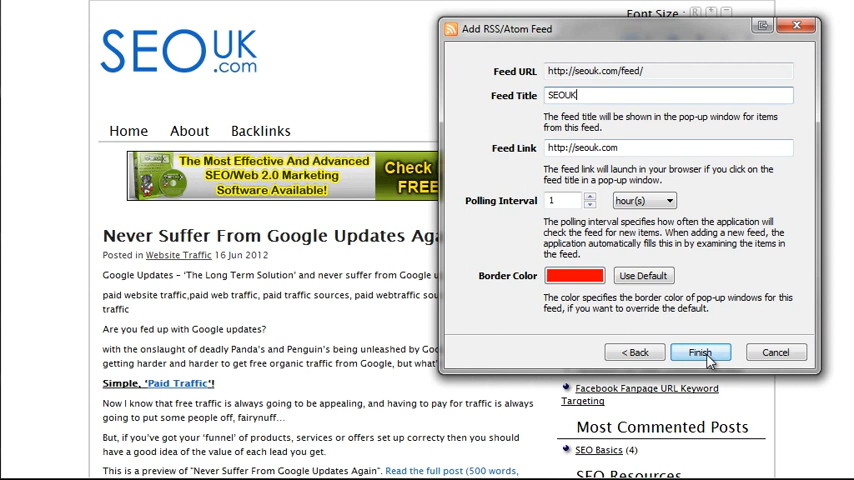 Font Size :
SEO UK
.com
Home About Backlinks
The Most Effective And Advanced
SEO/Web 2.0 Marketing
Software Available!
Check
FREE
Never Suffer From Google Updates Aga
Posted in Website Traffic 16 Jun 2012
Google Updates – 'The Long Term Solution' and never suffer from Google u
paid website traffic,paid web traffic, paid traffic sources, paid webtraffic sou
traffic
Are you fed up with Google updates?
with the onslaught of deadly Panda's and Penguin's being unleashed by Google
getting harder and harder to get free organic traffic from Google, but what'
Simple, 'Paid Traffic'!
Now I know that free traffic is always going to be appealing, and having to pay for traffic is always
going to put some people off, fairynuff...
But, if you've got your 'funnel' of products, services or offers set up correcty then you should
have a good idea of the value of each lead you get.
This is a preview of "Never Suffer From Google Updates Again". Read the full post (500 words,
Add RSS/Atom Feed
Feed URL http://seouk.com/feed/
Feed Title SEOUK
The feed title will be shown in the pop-up window for items
from this feed.
Feed Link http://seouk.com
The feed link will launch in your browser if you click on the
feed title in a pop-up window.
Polling Interval 1 hour(s)
The polling interval specifies how often the application will
check the feed for new items. When adding a new feed, the
application automatically fills this in by examining the items in
the feed.
Border Color Use Default
The color specifies the border color of pop-up windows for this
feed, if you want to override the default.
< Back Finish Cancel
Facebook Fanpage URL Keyword
Targeting
Most Commented Posts
SEO Basics (4)
SEO Resources